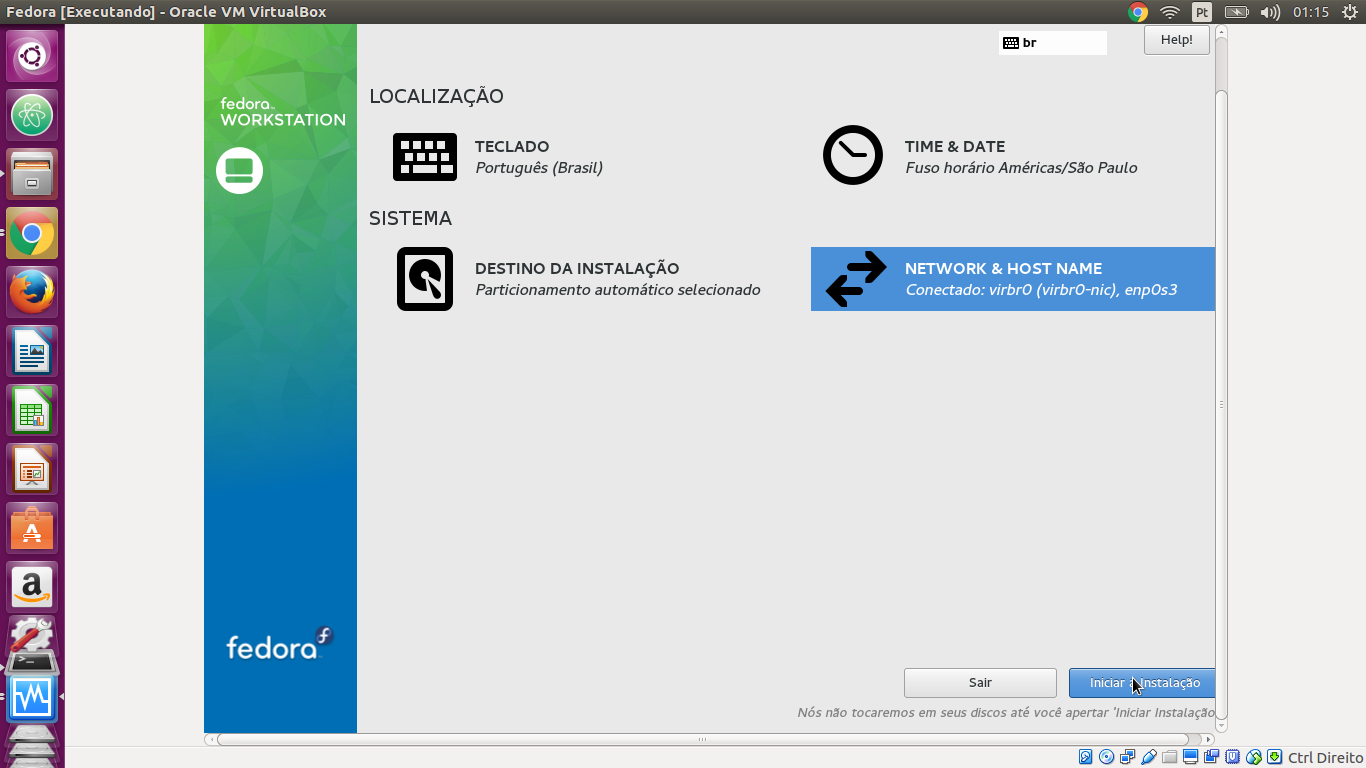 Fedora [Executando] - Oracle VM VirtualBox
Pt
01:15
br
Help!
fedora
WORKSTATION
LOCALIZAÇÃO
TECLADO
Português (Brasil)
TIME & DATE
Fuso horário Américas/São Paulo
SISTEMA
DESTINO DA INSTALAÇÃO
Particionamento automático selecionado
NETWORK & HOST NAME
Conectado: virbr0 (virbr0-nic), enp0s3
fedora
Sair
Iniciar a Instalação
Nós não tocaremos em seus discos até você apertar 'Iniciar Instalação
Ctrl Direito